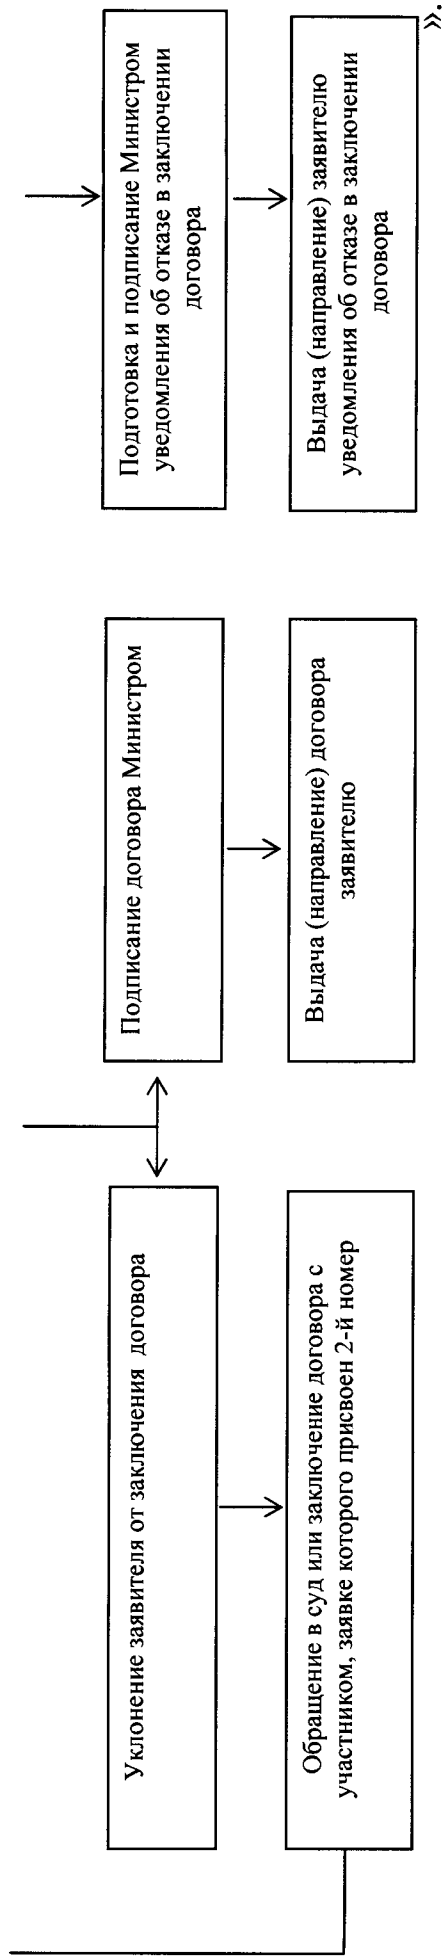 Уклонение заявителя от заключения договора
Подписание договора Министром
Подготовка и подписание Министром
уведомления об отказе в заключении
договора
Обращение в суд или заключение договора с
участником, заявке которого присвоен 2-й номер
Выдача (направление) договора
заявителю
Выдача (направление) заявителю
уведомления об отказе в заключении
договора
».